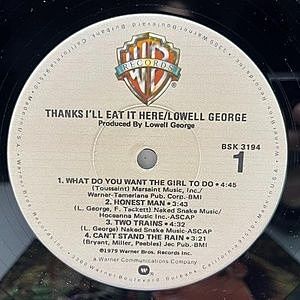 WB
RECORDS
THANKS I'LL EAT IT HERE/LOWELL GEORGE
Produced By Lowell George
BSK 3194
1
1. WHAT DO YOU WANT THE GIRL TO DO • 4:45
(Toussaint) Marsaint Music, Inc./
Warner-Tamerlane Pub. Corp.-BMI
2. HONEST MAN • 3:43
(L. George, F. Tackett) Naked Snake Music/
Hoceanna Music Inc.-ASCAP
3. TWO TRAINS • 4:32
(L. George) Naked Snake Music-ASCAP
4. CAN'T STAND THE RAIN • 3:21
(Bryant, Miller, Peebles) Jec Pub.-BMI
©1979 Warner Bros. Records Inc.
a Warner Communications Company